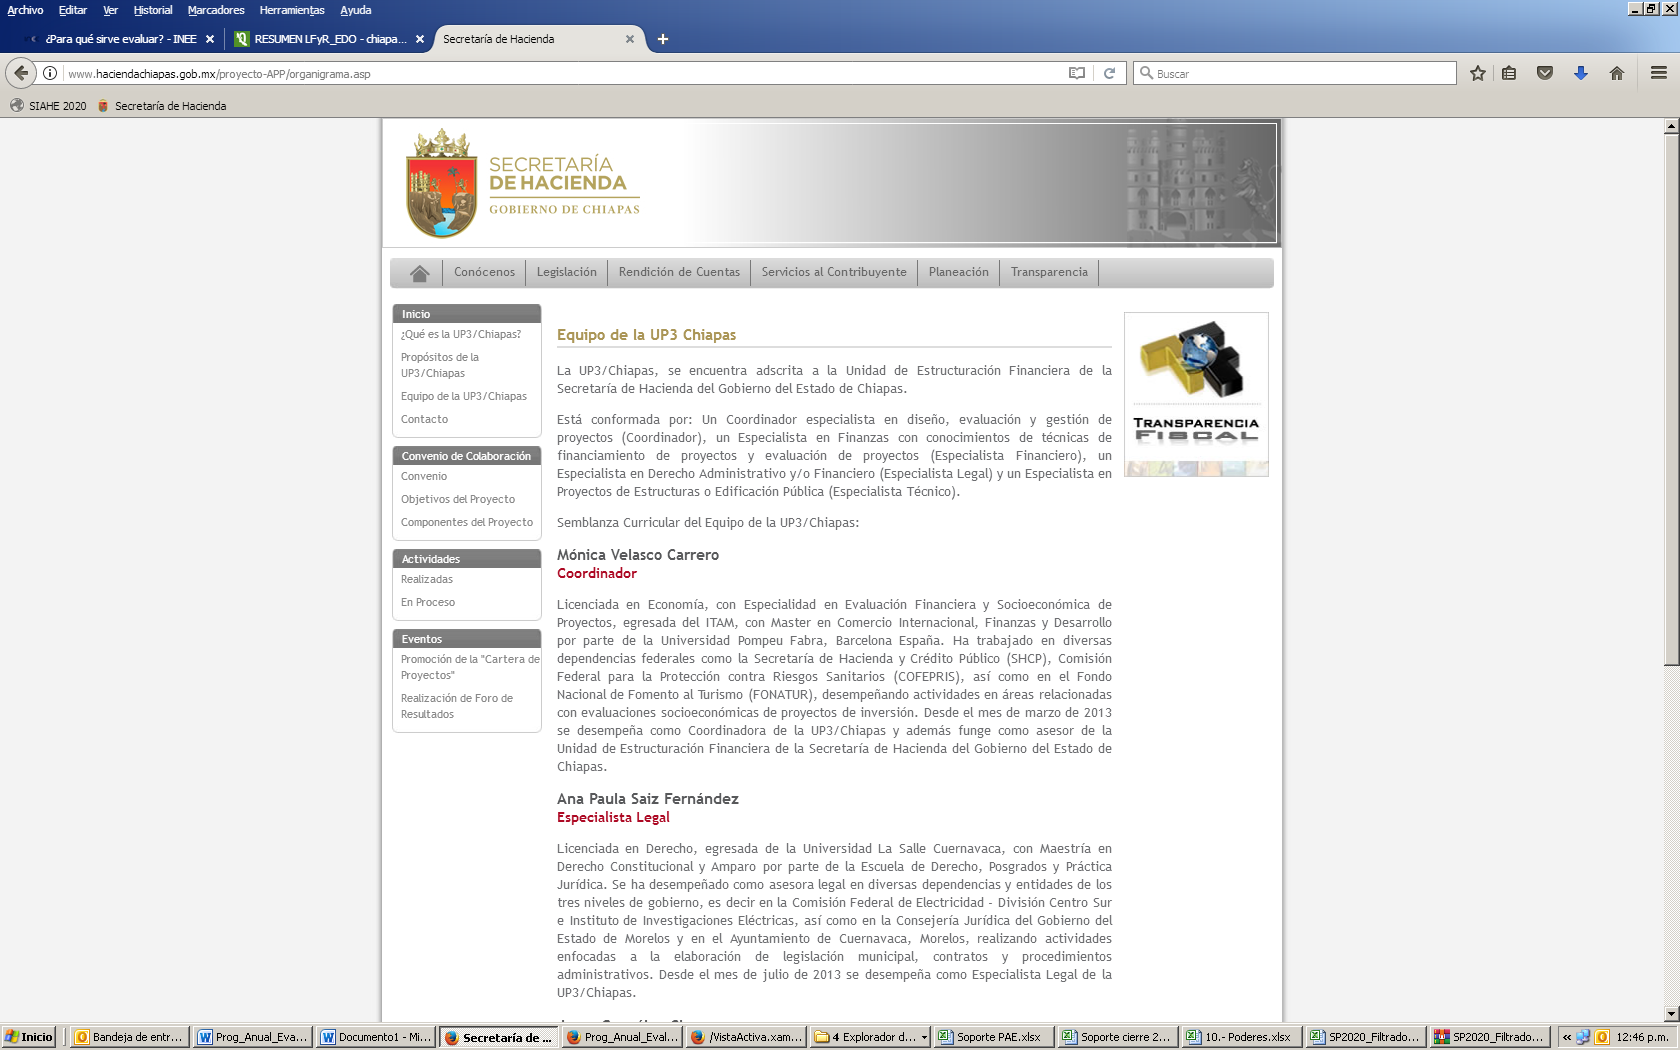 Archivo Editar Ver Historial Marcadores Herramientas Ayuda
¿Para qué sirve evaluar? - INEE
RESUMEN LFyR_EDO - chiapa...
Secretaría de Hacienda
www.haciendachiapas.gob.mx/proyecto-APP/organigrama.asp
Buscar
SIAHE 2020 Secretaría de Hacienda
SECRETARÍA
DE HACIENDA
GOBIERNO DE CHIAPAS
Conócenos Legislación Rendición de Cuentas Servicios al Contribuyente Planeación Transparencia
Inicio
¿Qué es la UP3/Chiapas?
Propósitos de la
UP3/Chiapas
Equipo de la UP3/Chiapas
Contacto
Convenio de Colaboración
Convenio
Objetivos del Proyecto
Componentes del Proyecto
Actividades
Realizadas
En Proceso
Eventos
Promoción de la "Cartera de
Proyectos"
Realización de Foro de
Resultados
Equipo de la UP3 Chiapas
La UP3/Chiapas, se encuentra adscrita a la Unidad de Estructuración Financiera de la
Secretaría de Hacienda del Gobierno del Estado de Chiapas.
Está conformada por: Un Coordinador especialista en diseño, evaluación y gestión de
proyectos (Coordinador), un Especialista en Finanzas con conocimientos de técnicas de
financiamiento de proyectos y evaluación de proyectos (Especialista Financiero), un
Especialista en Derecho Administrativo y/o Financiero (Especialista Legal) y un Especialista en
Proyectos de Estructuras o Edificación Pública (Especialista Técnico).
Semblanza Curricular del Equipo de la UP3/Chiapas:
Mónica Velasco Carrero
Coordinador
Licenciada en Economía, con Especialidad en Evaluación Financiera y Socioeconómica de
Proyectos, egresada del ITAM, con Master en Comercio Internacional, Finanzas y Desarrollo
por parte de la Universidad Pompeu Fabra, Barcelona España. Ha trabajado en diversas
dependencias federales como la Secretaría de Hacienda y Crédito Público (SHCP), Comisión
Federal para la Protección contra Riesgos Sanitarios (COFEPRIS), así como en el Fondo
Nacional de Fomento al Turismo (FONATUR), desempeñando actividades en áreas relacionadas
con evaluaciones socioeconómicas de proyectos de inversión. Desde el mes de marzo de 2013
se desempeña como Coordinadora de la UP3/Chiapas y además funge como asesor de la
Unidad de Estructuración Financiera de la Secretaría de Hacienda del Gobierno del Estado de
Chiapas.
Ana Paula Saiz Fernández
Especialista Legal
Licenciada en Derecho, egresada de la Universidad La Salle Cuernavaca, con Maestría en
Derecho Constitucional y Amparo por parte de la Escuela de Derecho, Posgrados y Práctica
Jurídica. Se ha desempeñado como asesora legal en diversas dependencias y entidades de los
tres niveles de gobierno, es decir en la Comisión Federal de Electricidad - División Centro Sur
e Instituto de Investigaciones Eléctricas, así como en la Consejería Jurídica del Gobierno del
Estado de Morelos y en el Ayuntamiento de Cuernavaca, Morelos, realizando actividades
enfocadas a la elaboración de legislación municipal, contratos y procedimientos
administrativos. Desde el mes de julio de 2013 se desempeña como Especialista Legal de la
UP3/Chiapas.
TRANSPARENCIA
FISCAL
Inicio Bandeja de entr... Prog_Anual_Eva... Documento1 - Mi... Secretaría de ... Prog_Anual_Eval... /VistaActiva.xam... 4 Explorador d... Soporte PAE.xlsx Soporte cierre 2... 10.- Poderes.xlsx SP2020_Filtrado... SP2020_Filtrado... « 12:46 p.m.